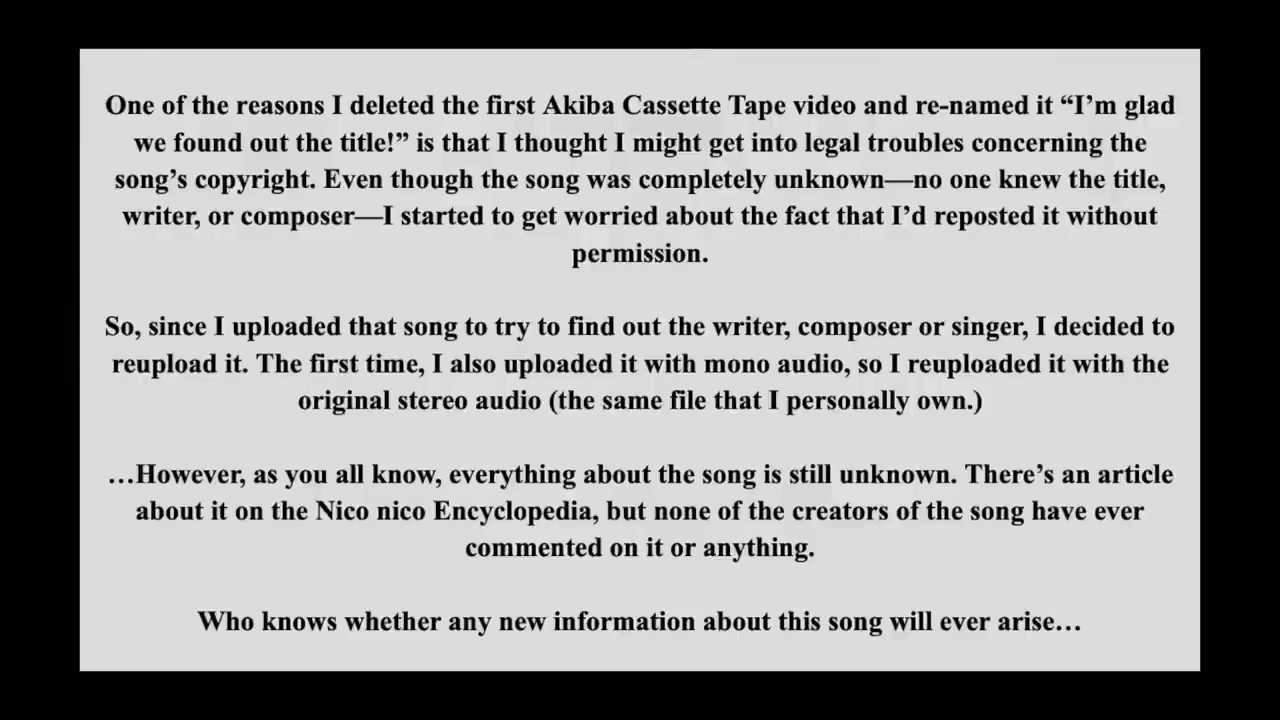 One of the reasons I deleted the first Akiba Cassette Tape video and re-named it “I’m glad
we found out the title!” is that I thought I might get into legal troubles concerning the
song’s copyright. Even though the song was completely unknown—no one knew the title,
writer, or composer—I started to get worried about the fact that I’d reposted it without
permission.
So, since I uploaded that song to try to find out the writer, composer or singer, I decided to
reupload it. The first time, I also uploaded it with mono audio, so I reuploaded it with the
original stereo audio (the same file that I personally own.)
…However, as you all know, everything about the song is still unknown. There’s an article
about it on the Nico nico Encyclopedia, but none of the creators of the song have ever
commented on it or anything.
Who knows whether any new information about this song will ever arise…